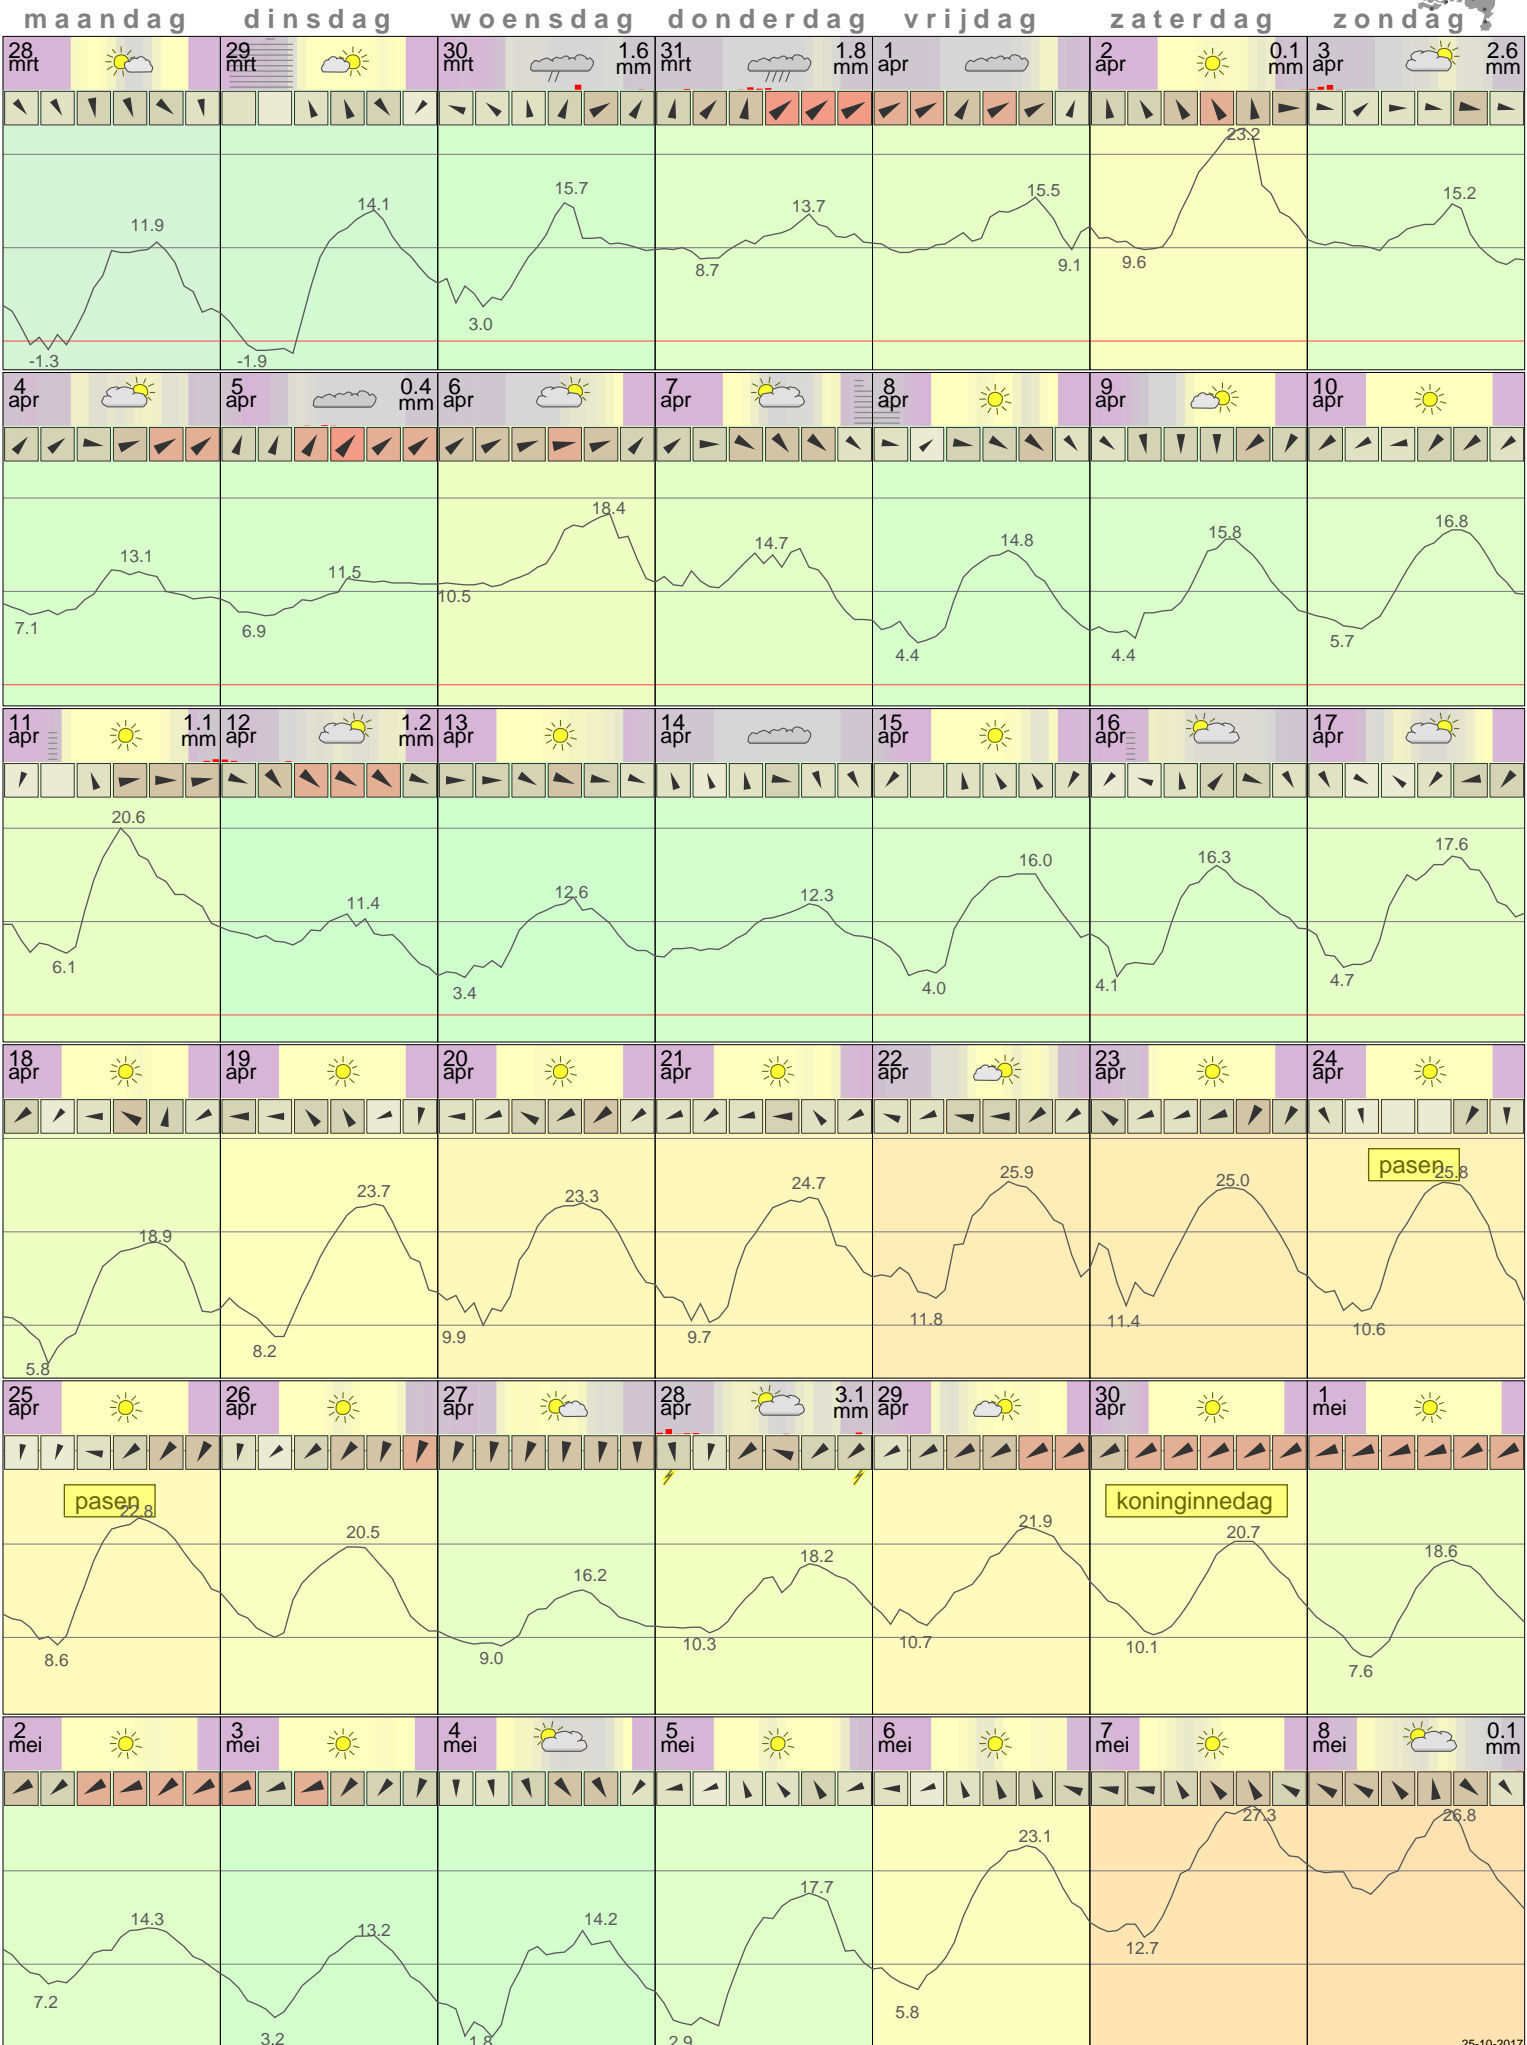 maandag dinsdag woensdag donderdag vrijdag zaterdag zondag
28 29 30 1.6 31 1.8 1 2 0.1 3 2.6
mrt mrt mrt mm mrt mm apr apr mm apr mm
23.2
15.7 15.5 15.2
14.1 13.7
11.9
9.6 9.1
8.7
3.0
-1.3 -1.9
4 5 0.4 6 7 8 9 10
apr apr mm apr apr apr apr apr
18.4
16.8
15.8
14.7 14.8
13.1
11.5
10.5
7.1 6.9
5.7
4.4 4.4
11 1.1 12 1.2 13 14 15 16 17
apr mm apr mm apr apr apr apr apr
20.6
17.6
16.0 16.3
12.6 12.3
11.4
6.1
4.7
4.0 4.1
3.4
18 19 20 21 22 23 24
apr apr apr apr apr apr apr
pasen
25.9 25.0 25.8
23.7 23.3 24.7
18.9
11.8 11.4
10.6
9.9 9.7
8.2
5.8
25 26 27 28 3.1 29 30 1
apr apr apr apr mm apr apr mei
pasen koninginnedag
22.8
21.9
20.5 20.7
18.2 18.6
16.2
10.7 10.1
10.3
8.6 9.0
7.6
2 3 4 5 6 7 8 0.1
mei mei mei mei mei mei mei mm
27.3 26.8
23.1
17.7
14.3 14.2
13.2
12.7
7.2
5.8
3.2 1.8 2.9
25-10-2017